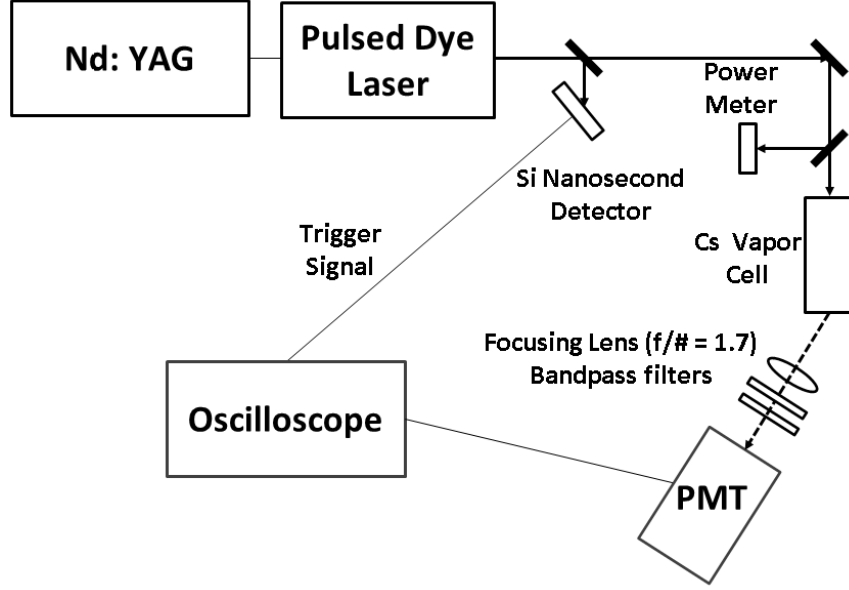 Nd: YAG
Pulsed Dye
Laser
Power
Meter
Si Nanosecond
Detector
Trigger
Signal
Cs Vapor
Cell
Focusing Lens (f/# = 1.7)
Bandpass filters
Oscilloscope
PMT